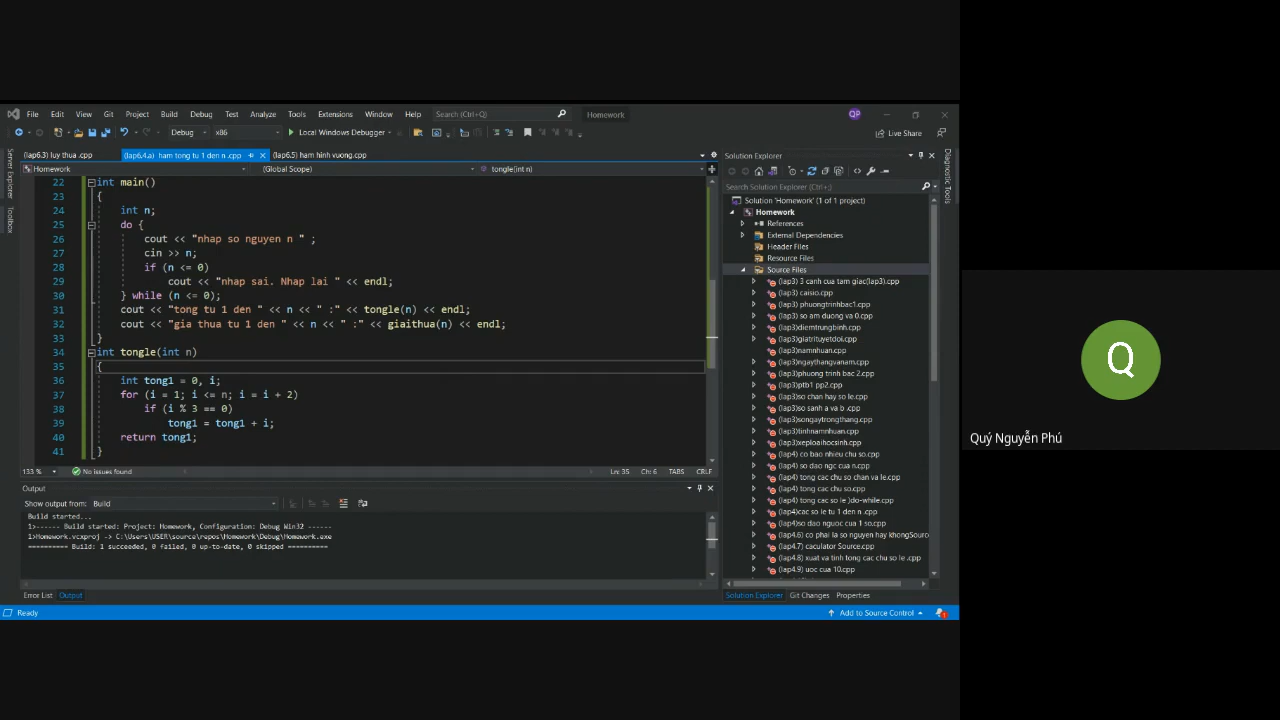 File Edit View Git Project Build Debug Test Analyze Tools Extensions Window Help Search (Ctrl+Q) Homework QP
Debug x86 Local Windows Debugger Live Share
(lap6.3) luy thua .cpp (lap6.4.a) ham tong tu 1 den n .cpp (lap6.5) ham hinh vuong.cpp
Homework (Global Scope) tongle(int n)
Server Explorer
Toolbox
22 int main()
23 {
24 int n;
25 do {
26 cout << "nhap so nguyen n " ;
27 cin >> n;
28 if (n <= 0)
29 cout << "nhap sai. Nhap lai " << endl;
30 } while (n <= 0);
31 cout << "tong tu 1 den " << n << " :" << tongle(n) << endl;
32 cout << "gia thua tu 1 den " << n << " :" << giaithua(n) << endl;
33 }
34 int tongle(int n)
35 {
36 int tong1 = 0, i;
37 for (i = 1; i <= n; i = i + 2)
38 if (i % 3 == 0)
39 tong1 = tong1 + i;
40 return tong1;
41 }
133 % No issues found Ln: 35 Ch: 6 TABS CRLF
Output
Show output from: Build
Build started...
1>------ Build started: Project: Homework, Configuration: Debug Win32 ------
1>Homework.vcxproj -> C:\Users\USER\source\repos\Homework\Debug\Homework.exe
========== Build: 1 succeeded, 0 failed, 0 up-to-date, 0 skipped ==========
Error List Output
Solution Explorer
Search Solution Explorer (Ctrl+;)
Solution 'Homework' (1 of 1 project)
Homework
References
External Dependencies
Header Files
Resource Files
Source Files
(lap3) 3 canh cua tam giac(lap3).cpp
(lap3) caisio.cpp
(lap3) phuongtrinhbac1.cpp
(lap3) so am duong va 0.cpp
(lap3)diemtrungbinh.cpp
(lap3)giatrituyetdoi.cpp
(lap3)namnhuan.cpp
(lap3)ngaythangvanam.cpp
(lap3)phuong trinh bac 2.cpp
(lap3)ptb1 pp2.cpp
(lap3)so chan hay so le.cpp
(lap3)so sanh a va b .cpp
(lap3)songaytrongthang.cpp
(lap3)tinhnamnhuan.cpp
(lap3)xeploaihocsinh.cpp
(lap4) co bao nhieu chu so.cpp
(lap4) so dao ngc cua n.cpp
(lap4) tong cac chu so chan va le.cpp
(lap4) tong cac chu so.cpp
(lap4) tong cac so le )do-while.cpp
(lap4)cac so le tu 1 den n .cpp
(lap4)so dao nguoc cua 1 so.cpp
(lap4.6) co phai la so nguyen hay khongSouro
(lap4.7) caculator Source.cpp
(lap4.8) xuat va tinh tong cac chu so le .cpp
(lap4.9) uoc cua 10.cpp
Solution Explorer Git Changes Properties
Diagnostic Tools
Ready Add to Source Control 1
Q
Quý Nguyễn Phú